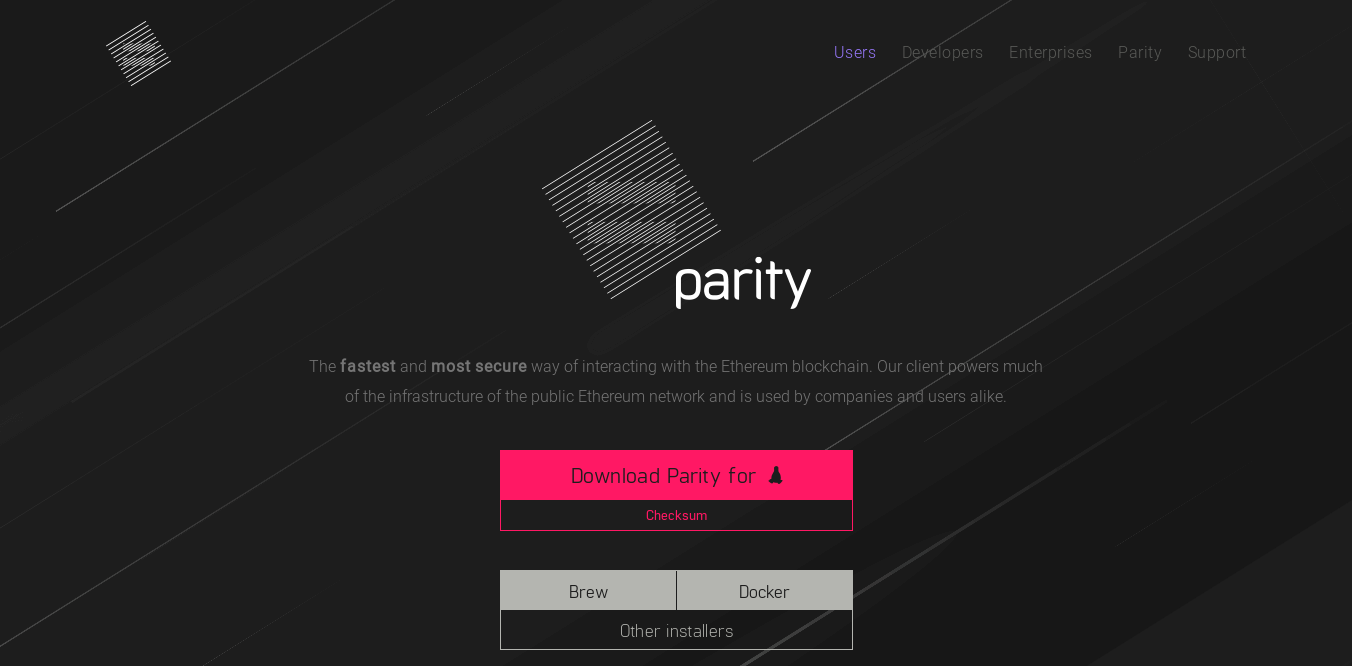 Users Developers Enterprises Parity Support
parity
The fastest and most secure way of interacting with the Ethereum blockchain. Our client powers much
of the infrastructure of the public Ethereum network and is used by companies and users alike.
Download Parity for
Checksum
Brew Docker
Other installers